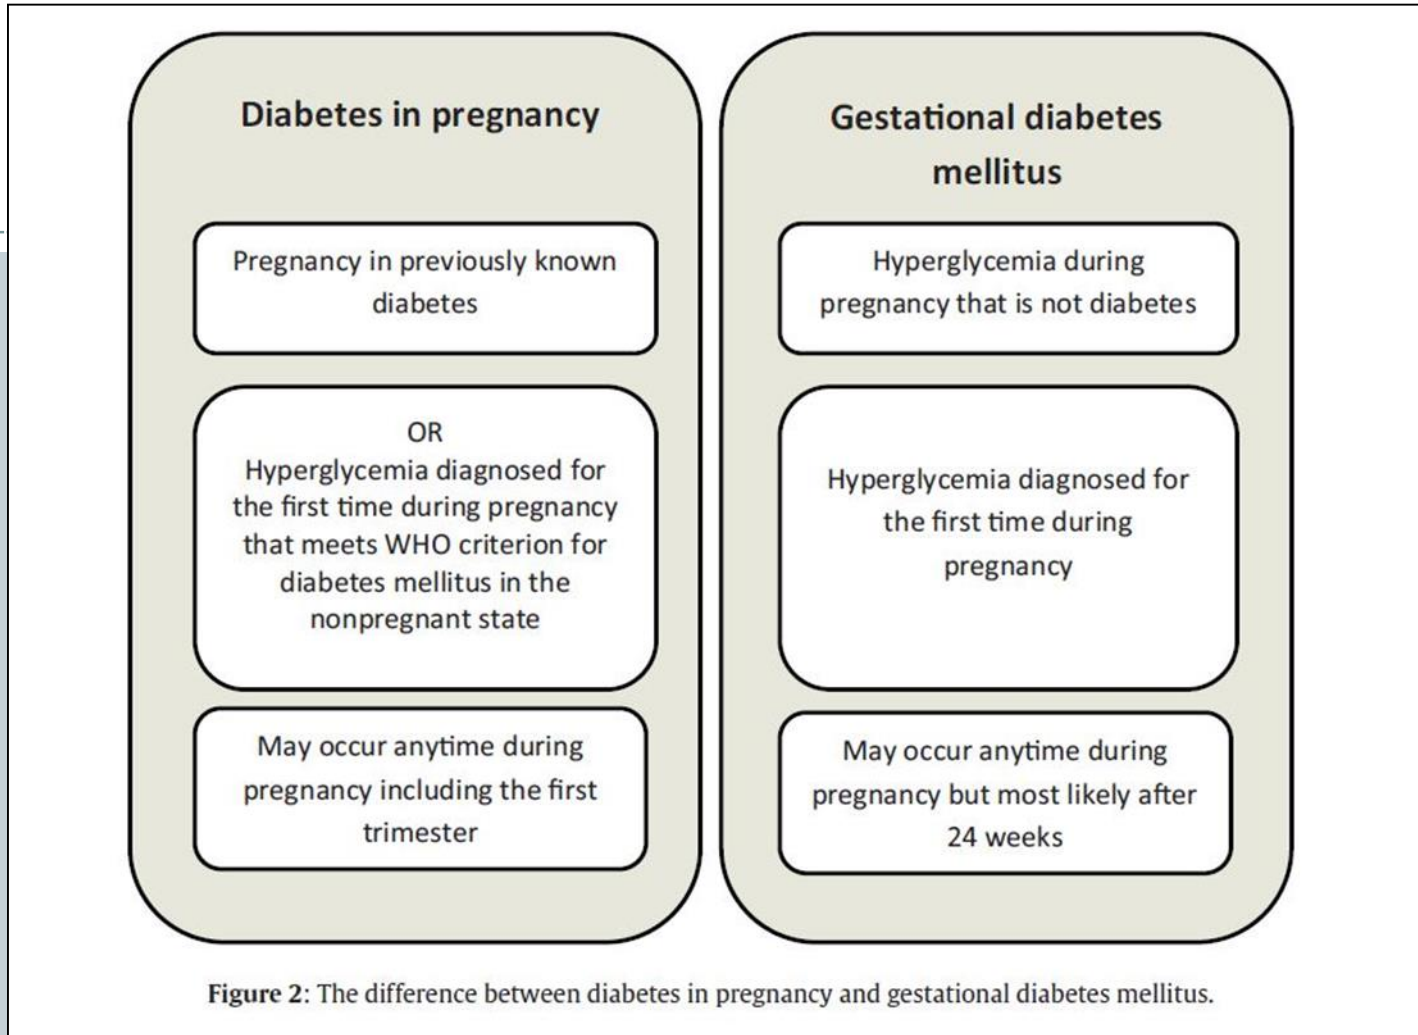 Diabetes in pregnancy
Pregnancy in previously known
diabetes
OR
Hyperglycemia diagnosed for
the first time during pregnancy
that meets WHO criterion for
diabetes mellitus in the
nonpregnant state
May occur anytime during
pregnancy including the first
trimester
Gestational diabetes
mellitus
Hyperglycemia during
pregnancy that is not diabetes
Hyperglycemia diagnosed for
the first time during
pregnancy
May occur anytime during
pregnancy but most likely after
24 weeks
Figure 2: The difference between diabetes in pregnancy and gestational diabetes mellitus.